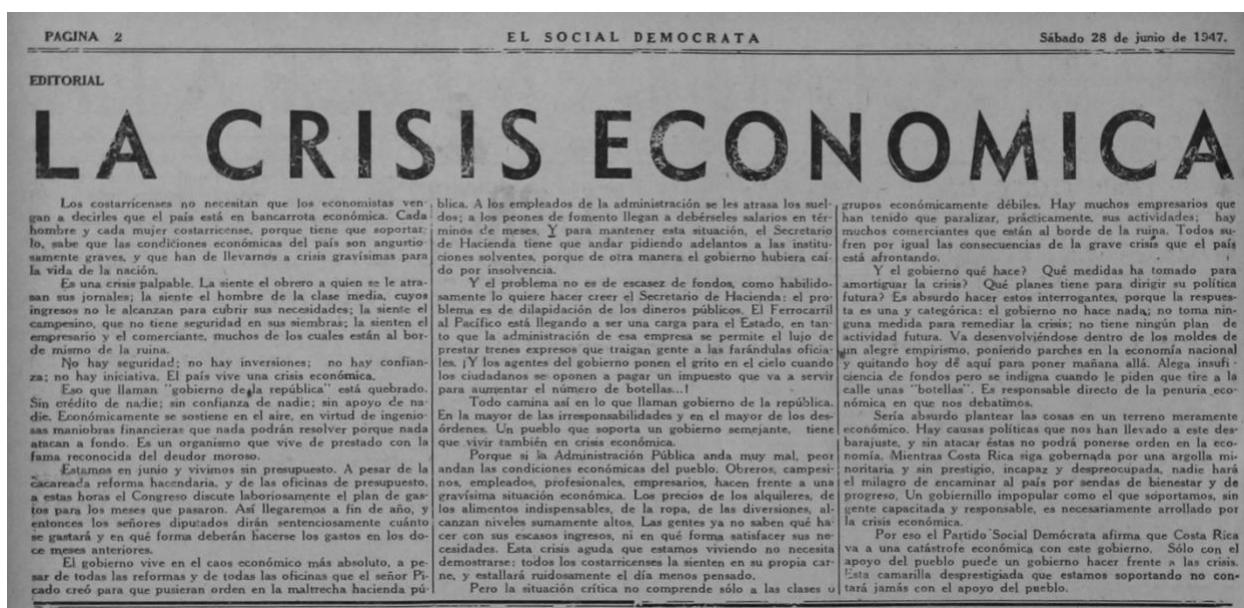 PAGINA 2
EL SOCIAL DEMOCRATA
Sábado 28 de junio de 1947.
EDITORIAL
LA CRISIS ECONOMICA
Los costarricenses no necesitan que los economistas ven-
gan a decirles que el país está en bancarrota económica. Cada
hombre y cada mujer costarricense, porque tiene que soportar-
lo, sabe que las condiciones económicas del país son angustio-
samente graves, y que han de llevarnos a crisis gravísimas para
la vida de la nación.
Es una crisis palpable. La siente el obrero a quien se le atra-
san sus jornales; la siente el hombre de la clase media, cuyos
ingresos no le alcanzan para cubrir sus necesidades; la siente el
campesino, que no tiene seguridad en sus siembras; la sienten el
empresario y el comerciante, muchos de los cuales están al bor-
de mismo de la ruina.
No hay seguridad; no hay inversiones; no hay confian-
za; no hay iniciativa. El país vive una crisis económica.
Eso que llaman "gobierno de la república" está quebrado.
Sin crédito de nadie; sin confianza de nadie; sin apoyo de na-
die. Económicamente se sostiene en el aire, en virtud de ingenio-
sas maniobras financieras que nada podrán resolver porque nada
atacan a fondo. Es un organismo que vive de prestado con la
fama reconocida del deudor moroso.
Estamos en junio y vivimos sin presupuesto. A pesar de la
cacareada reforma hacendaria, y de las oficinas de presupuesto,
a estas horas el Congreso discute laboriosamente el plan de gas-
tos para los meses que pasaron. Así llegaremos a fin de año, y
entonces los señores diputados dirán sentenciosamente cuánto
se gastará y en qué forma deberán hacerse los gastos en los do-
ce meses anteriores.
El gobierno vive en el caos económico más absoluto, a pe-
sar de todas las reformas y de todas las oficinas que el señor Pi-
cado creó para que pusieran orden en la maltrecha hacienda pú-
blica. A los empleados de la administración se les atrasa los suel-
dos; a los peones de fomento llegan a debérseles salarios en tér-
minos de meses. Y para mantener esta situación, el Secretario
de Hacienda tiene que andar pidiendo adelantos a las institu-
ciones solventes, porque de otra manera el gobierno hubiera caí-
do por insolvencia.
Y el problema no es de escasez de fondos, como habilido-
samente lo quiere hacer creer el Secretario de Hacienda: el pro-
blema es de dilapidación de los dineros públicos. El Ferrocarril
al Pacífico está llegando a ser una carga para el Estado, en tan-
to que la administración de esa empresa se permite el lujo de
prestar trenes expresos que traigan gente a las farándulas oficia-
les. ¡Y los agentes del gobierno ponen el grito en el cielo cuando
los ciudadanos se oponen a pagar un impuesto que va a servir
para aumentar el número de botellas...!
Todo camina así en lo que llaman gobierno de la república.
En la mayor de las irresponsabilidades y en el mayor de los des-
órdenes. Un pueblo que soporta un gobierno semejante, tiene
que vivir también en crisis económica.
Porque si la Administración Pública anda muy mal, peor
andan las condiciones económicas del pueblo. Obreros, campesi-
nos, empleados, profesionales, empresarios, hacen frente a una
gravísima situación económica. Los precios de los alquileres, de
los alimentos indispensables, de la ropa, de las diversiones, al-
canzan niveles sumamente altos. Las gentes ya no saben qué ha-
cer con sus escasos ingresos, ni en qué forma satisfacer sus ne-
cesidades. Esta crisis aguda que estamos viviendo no necesita
demostrarse; todos los costarricenses la sienten en su propia car-
ne, y estallará ruidosamente el día menos pensado.
Pero la situación crítica no comprende sólo a las clases u
grupos económicamente débiles. Hay muchos empresarios que
han tenido que paralizar, prácticamente, sus actividades; hay
muchos comerciantes que están al borde de la ruina. Todos su-
fren por igual las consecuencias de la grave crisis que el país
está afrontando.
Y el gobierno qué hace? Qué medidas ha tomado para
amortiguar la crisis? Qué planes tiene para dirigir su política
futura? Es absurdo hacer estos interrogantes, porque la respues-
ta es una y categórica: el gobierno no hace nada; no toma nin-
guna medida para remediar la crisis; no tiene ningún plan de
actividad futura. Va desenvolviéndose dentro de los moldes de
un alegre empirismo, poniendo parches en la economía nacional
y quitando hoy de aquí para poner mañana allá. Alega insufi-
ciencia de fondos pero se indigna cuando le piden que tire a la
calle unas "botellas". Es responsable directo de la penuria eco-
nómica en que nos debatimos.
Sería absurdo plantear las cosas en un terreno meramente
económico. Hay causas políticas que nos han llevado a este des-
barajuste, y sin atacar éstas no podrá ponerse orden en la eco-
nomía. Mientras Costa Rica siga gobernada por una argolla mi-
noritaria y sin prestigio, incapaz y despreocupada, nadie hará
el milagro de encaminar al país por sendas de bienestar y de
progreso. Un gobiernillo impopular como el que soportamos, sin
gente capacitada y responsable, es necesariamente arrollado por
la crisis económica.
Por eso el Partido Social Demócrata afirma que Costa Rica
va a una catástrofe económica con este gobierno. Sólo con el
apoyo del pueblo puede un gobierno hacer frente a las crisis.
Esta camarilla desprestigiada que estamos soportando no con-
tará jamás con el apoyo del pueblo.